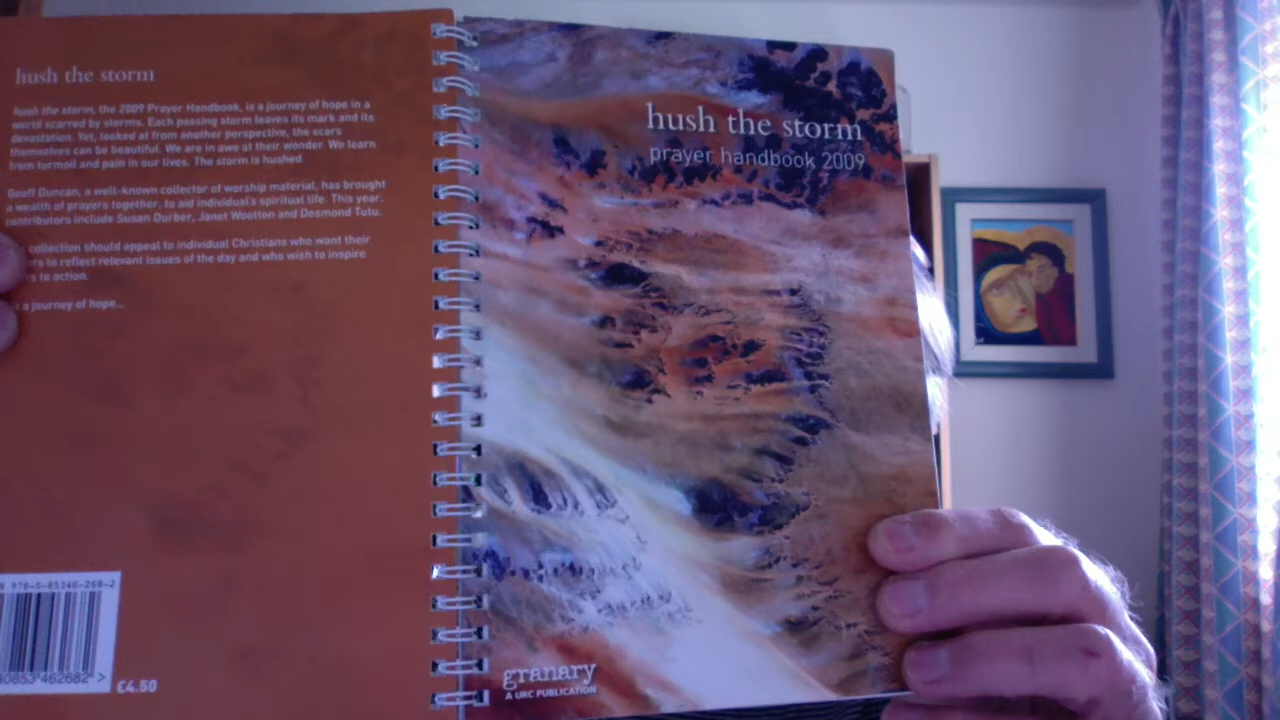 hush the storm
hush the storm, the 2009 Prayer Handbook, is a journey of hope in a
world scarred by storms. Each passing storm leaves its mark and its
devastation. Yet, looked at from another perspective, the scars
themselves can be beautiful. We are in awe at their wonder. We learn
from turmoil and pain in our lives. The storm is hushed.
Geoff Duncan, a well-known collector of worship material, has brought
a wealth of prayers together, to aid individual's spiritual life. This year,
contributors include Susan Durber, Janet Wootton and Desmond Tutu.
collection should appeal to individual Christians who want their
to reflect relevant issues of the day and who wish to inspire
to action.
a journey of hope...
978-0-85346-268-2
£4.50
hush the storm
prayer handbook 2009
granary
A URC PUBLICATION